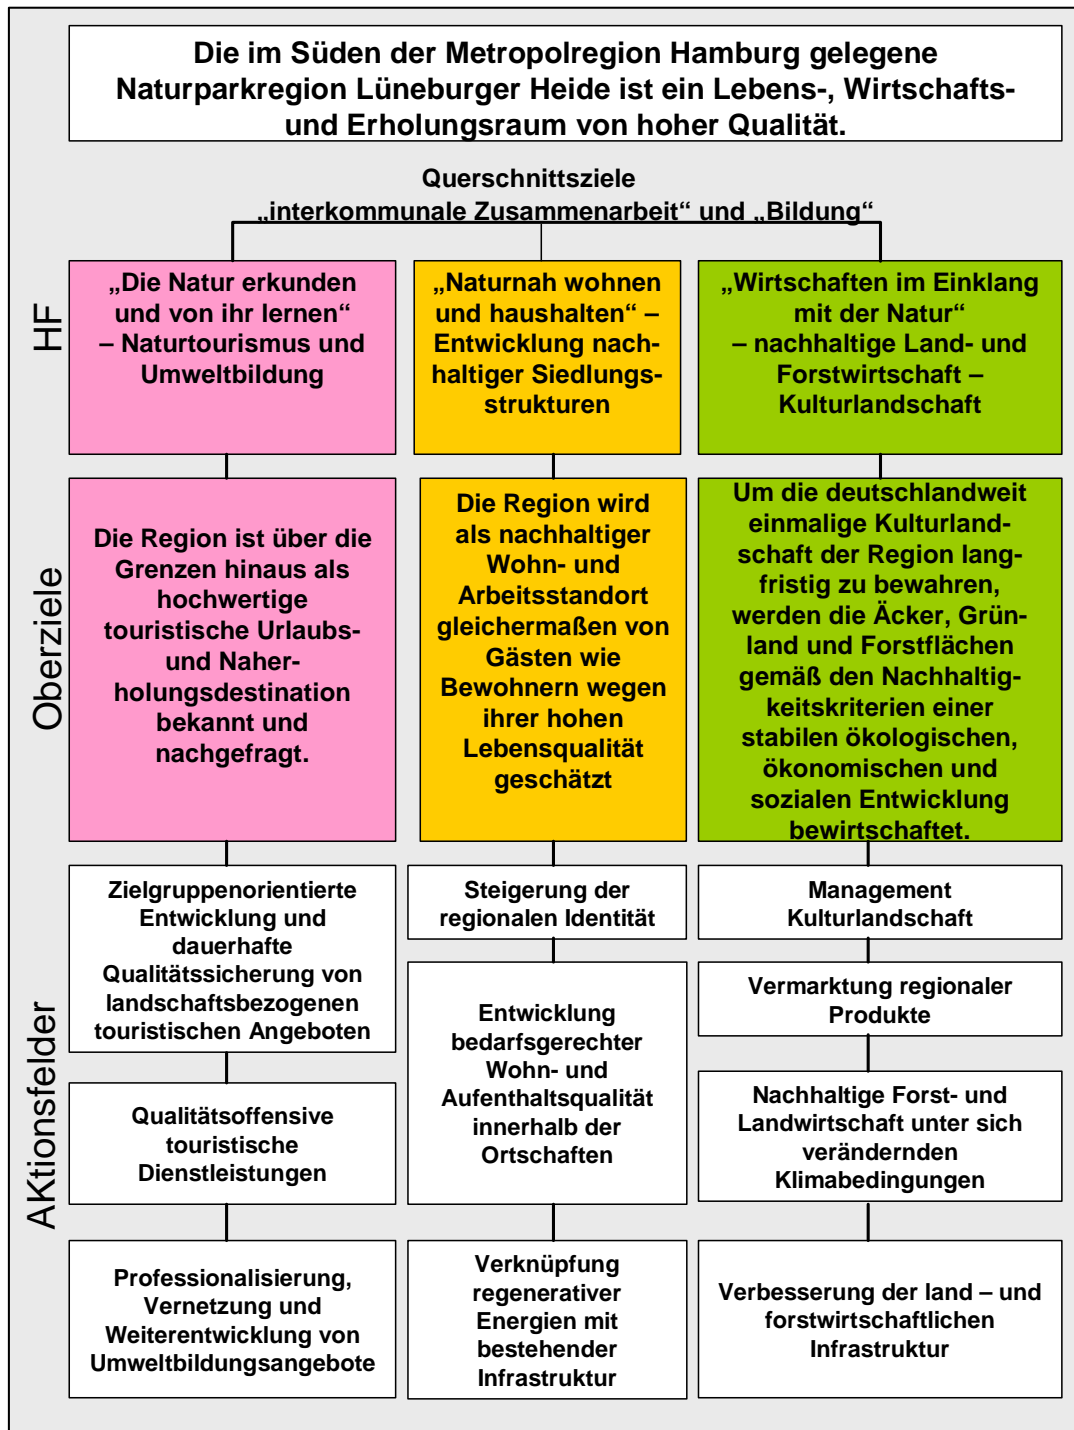 Die im Süden der Metropolregion Hamburg gelegene
Naturparkregion Lüneburger Heide ist ein Lebens-, Wirtschafts-
und Erholungsraum von hoher Qualität.
Querschnittsziele
„interkommunale Zusammenarbeit“ und „Bildung“
HF
„Die Natur erkunden
und von ihr lernen“
– Naturtourismus und
Umweltbildung
„Naturnah wohnen
und haushalten“ –
Entwicklung nach-
haltiger Siedlungs-
strukturen
„Wirtschaften im Einklang
mit der Natur“
– nachhaltige Land- und
Forstwirtschaft –
Kulturlandschaft
Oberziele
Die Region ist über die
Grenzen hinaus als
hochwertige
touristische Urlaubs-
und Naher-
holungsdestination
bekannt und
nachgefragt.
Die Region wird
als nachhaltiger
Wohn- und
Arbeitsstandort
gleichermaßen von
Gästen wie
Bewohnern wegen
ihrer hohen
Lebensqualität
geschätzt
Um die deutschlandweit
einmalige Kulturland-
schaft der Region lang-
fristig zu bewahren,
werden die Äcker, Grün-
land und Forstflächen
gemäß den Nachhaltig-
keitskriterien einer
stabilen ökologischen,
ökonomischen und
sozialen Entwicklung
bewirtschaftet.
AKtionsfelder
Zielgruppenorientierte
Entwicklung und
dauerhafte
Qualitätssicherung von
landschaftsbezogenen
touristischen Angeboten
Qualitätsoffensive
touristische
Dienstleistungen
Professionalisierung,
Vernetzung und
Weiterentwicklung von
Umweltbildungsangebote
Steigerung der
regionalen Identität
Entwicklung
bedarfsgerechter
Wohn- und
Aufenthaltsqualität
innerhalb der
Ortschaften
Verknüpfung
regenerativer
Energien mit
bestehender
Infrastruktur
Management
Kulturlandschaft
Vermarktung regionaler
Produkte
Nachhaltige Forst- und
Landwirtschaft unter sich
verändernden
Klimabedingungen
Verbesserung der land – und
forstwirtschaftlichen
Infrastruktur